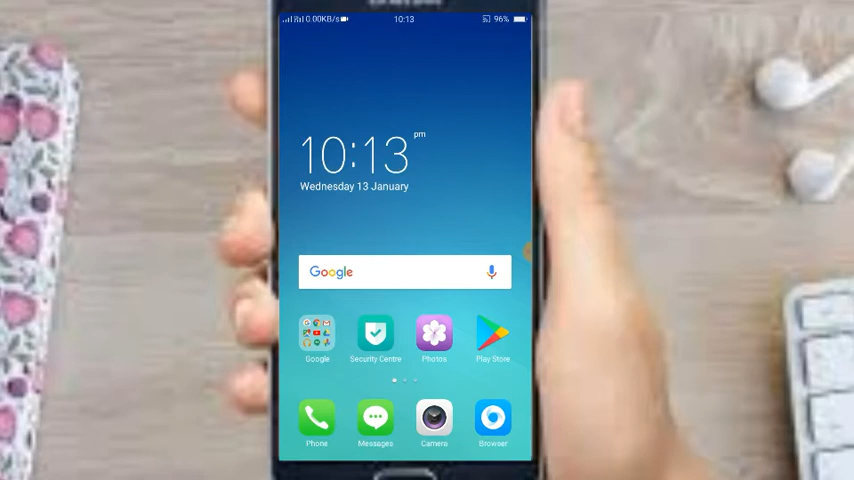 0.00KB/s 10:13 96%
10:13 pm
Wednesday 13 January
Google
Google Security Centre Photos Play Store
Phone Messages Camera Browser